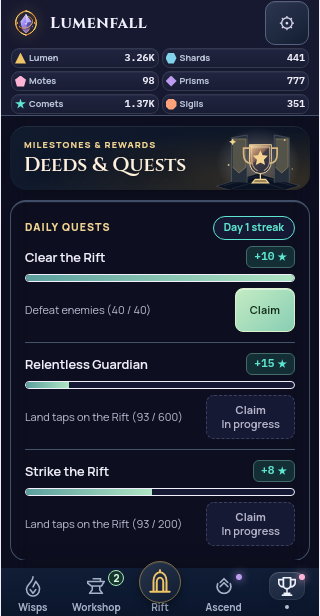 LUMENFALL
Lumen 3.26K
Shards 441
Motes 98
Prisms 777
Comets 1.37K
Sigils 351
MILESTONES & REWARDS
DEEDS & QUESTS
DAILY QUESTS
Day 1 streak
Clear the Rift
+10 ★
Defeat enemies (40 / 40)
Claim
Relentless Guardian
+15 ★
Land taps on the Rift (93 / 600)
Claim
In progress
Strike the Rift
+8 ★
Land taps on the Rift (93 / 200)
Claim
In progress
2
Wisps
Workshop
Rift
Ascend